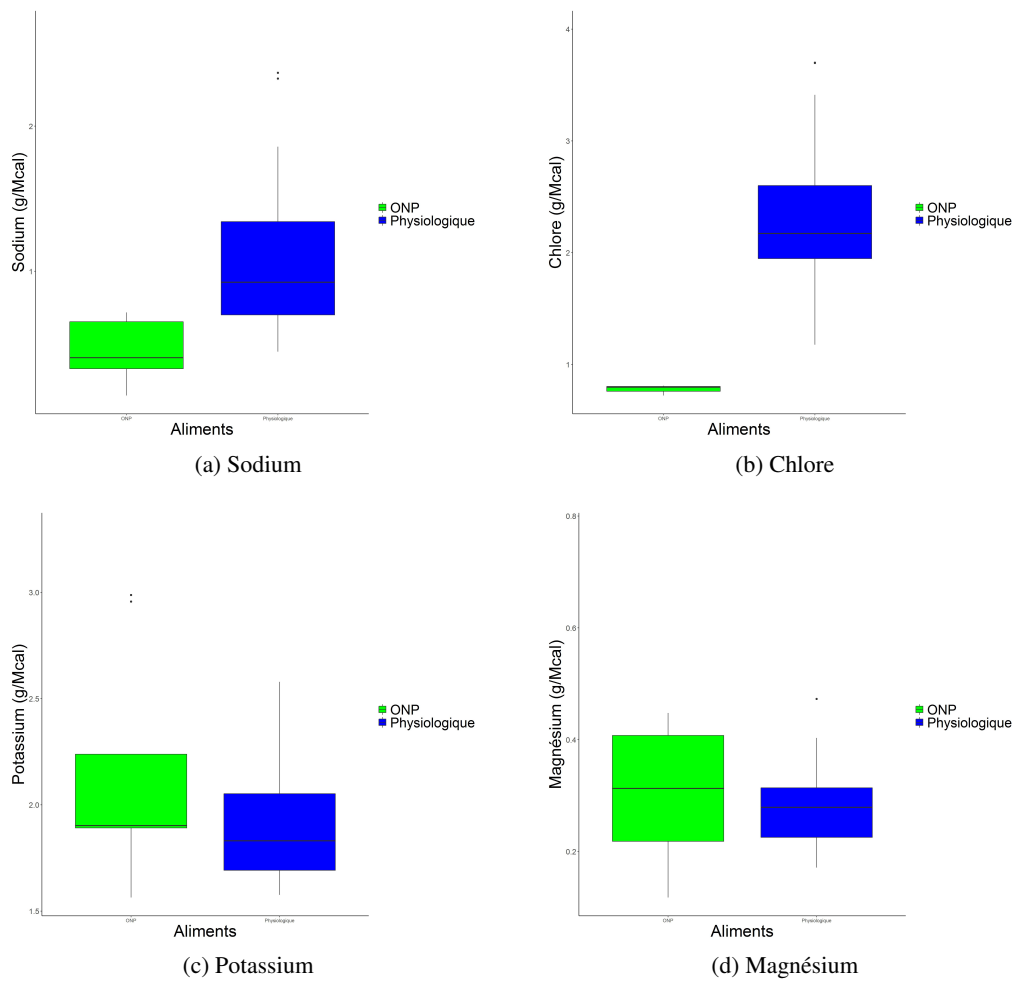 Sodium (g/Mcal)
2
1
ONP
Physiologique
ONP
Physiologique
Aliments
(a) Sodium
Chlore (g/Mcal)
4
3
2
1
ONP
Physiologique
ONP
Physiologique
Aliments
(b) Chlore
Potassium (g/Mcal)
3.0
2.5
2.0
1.5
ONP
Physiologique
ONP
Physiologique
Aliments
(c) Potassium
Magnésium (g/Mcal)
0.8
0.6
0.4
0.2
ONP
Physiologique
ONP
Physiologique
Aliments
(d) Magnésium